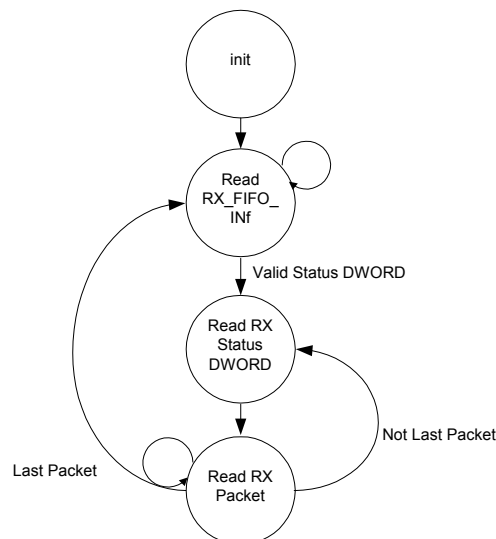 init
Read
RX_FIFO_
INf
Valid Status DWORD
Read RX
Status
DWORD
Not Last Packet
Last Packet
Read RX
Packet